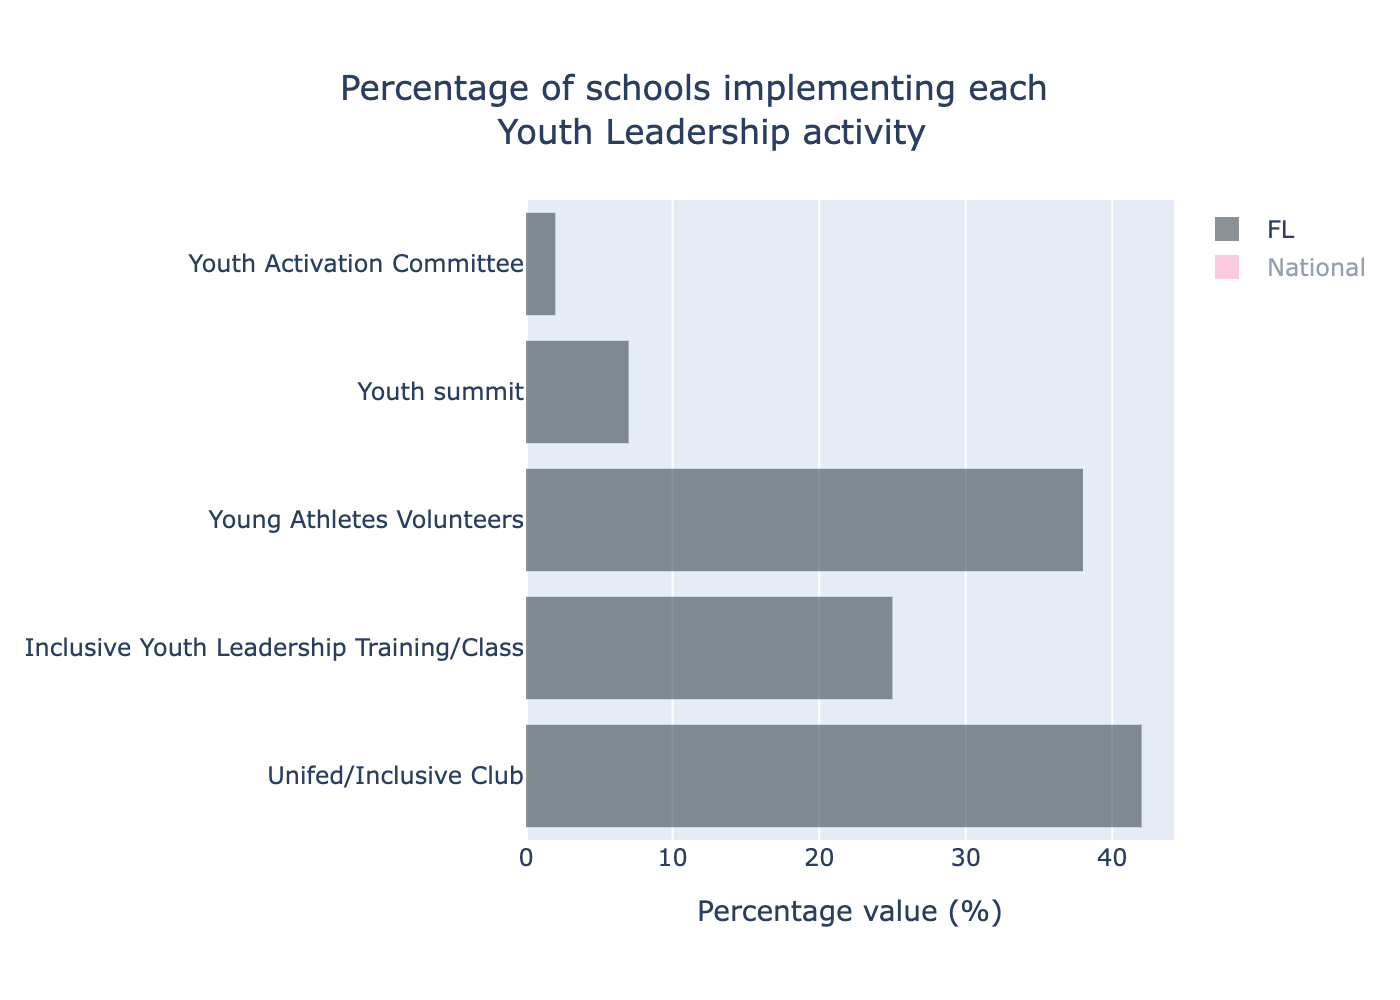 Percentage of schools implementing each
Youth Leadership activity
FL
National
Youth Activation Committee
Youth summit
Young Athletes Volunteers
Inclusive Youth Leadership Training/Class
Unifed/Inclusive Club
0 10 20 30 40
Percentage value (%)